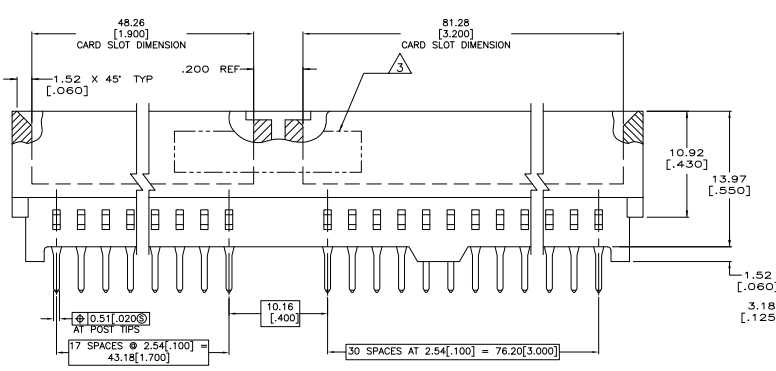 48.26
[1.900]
CARD SLOT DIMENSION
81.28
[3.200]
CARD SLOT DIMENSION
.200 REF
3
1.52 X 45° TYP
[.060]
10.92
[.430]
13.97
[.550]
1.52
[.060]
3.18
[.125
⌖ 0.51[.020Ⓢ]
AT POST TIPS
10.16
[.400]
17 SPACES @ 2.54[.100] =
43.18[1.700]
30 SPACES AT 2.54[.100] = 76.20[3.000]